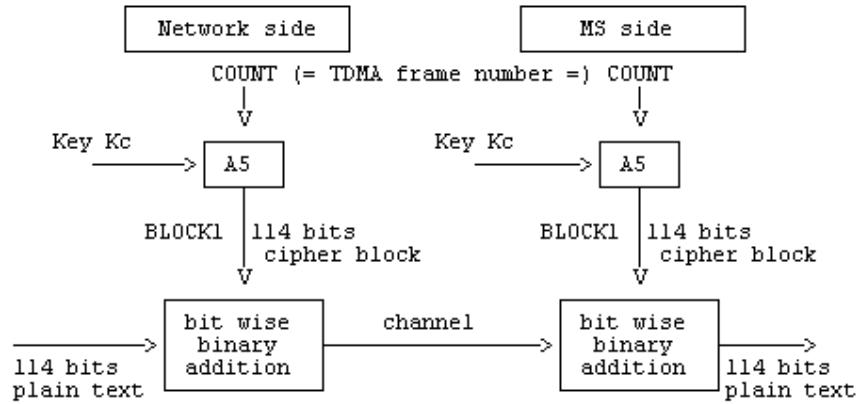 Network side
MS side
COUNT (= TDMA frame number =) COUNT
Key Kc
Key Kc
A5
A5
BLOCK1
114 bits
cipher block
BLOCK1
114 bits
cipher block
bit wise
binary
addition
channel
bit wise
binary
addition
114 bits
plain text
114 bits
plain text